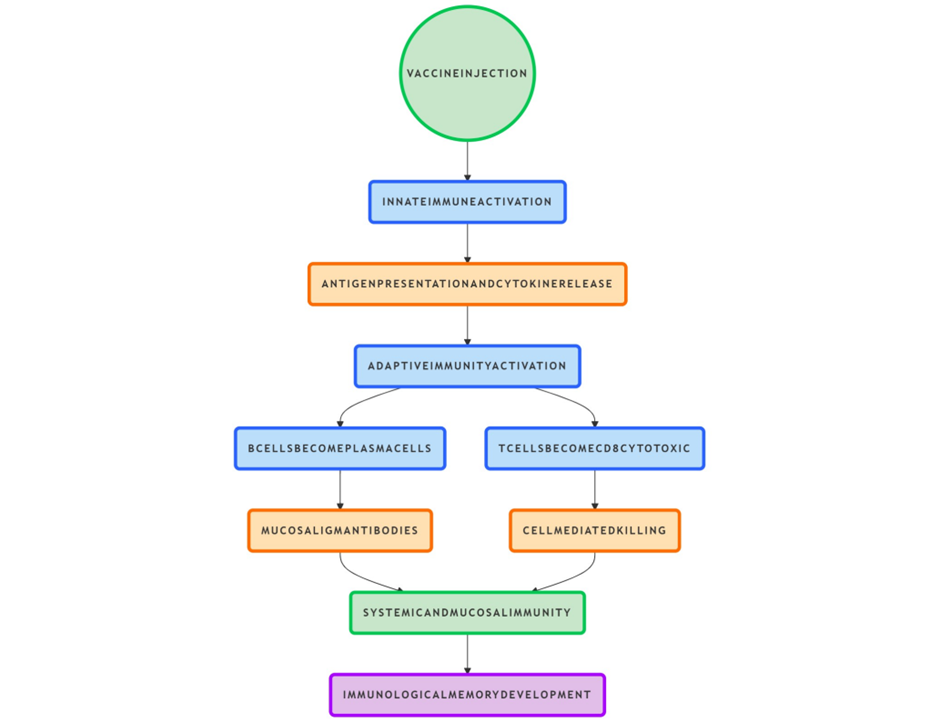 VACCINEINJECTION
INNATEIMMUNEACTIVATION
ANTIGENPRESENTATIONANDCYTOKINERELEASE
ADAPTIVEIMMUNITYACTIVATION
BCELLSBECOMEPLASMACELLS
TCELLSBECOMECD8CYTOTOXIC
MUCOSALIGMANTIBODIES
CELLMEDIATEDKILLING
SYSTEMICANDMUCOSALIMMUNITY
IMMUNOLOGICALMEMORYDEVELOPMENT